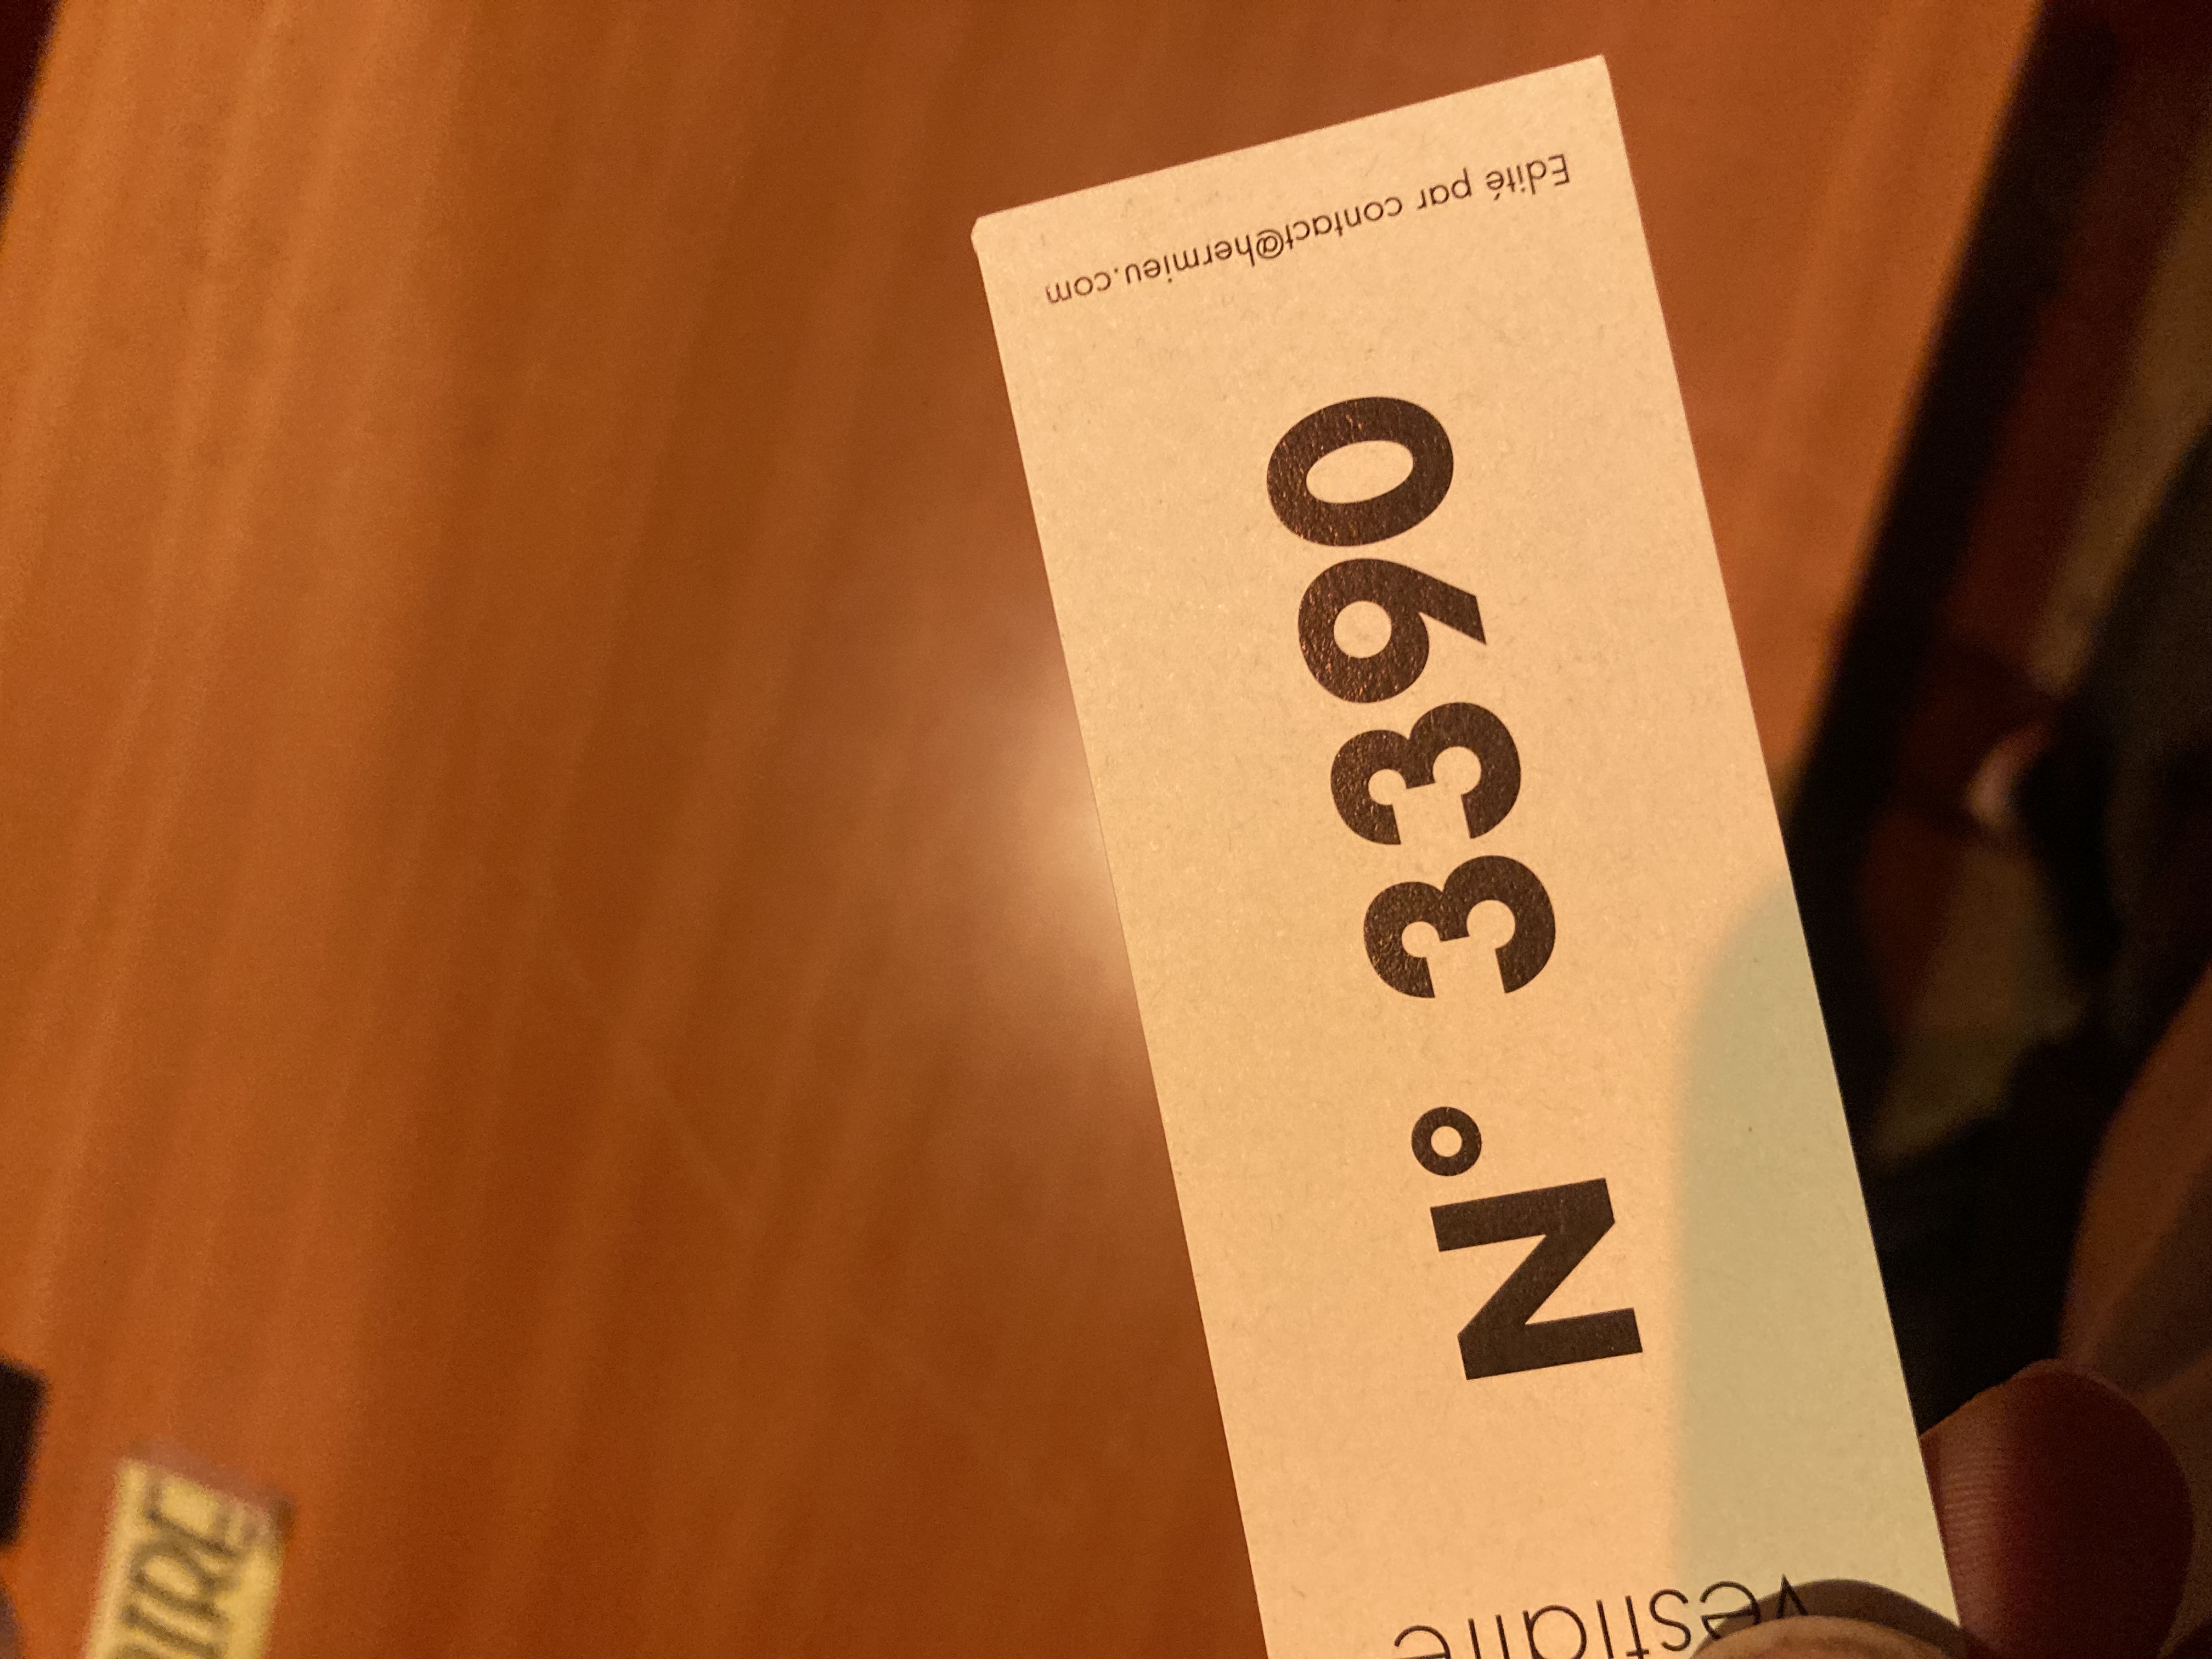 vestiaire
N° 3390
Edité par contact@hermieu.com